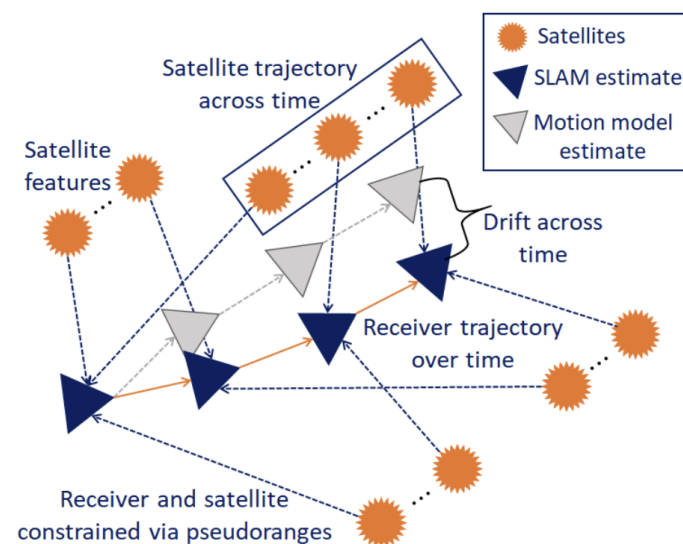 Satellites
SLAM estimate
Motion model
estimate
Satellite trajectory
across time
Satellite
features
Drift across
time
Receiver trajectory
over time
Receiver and satellite
constrained via pseudoranges